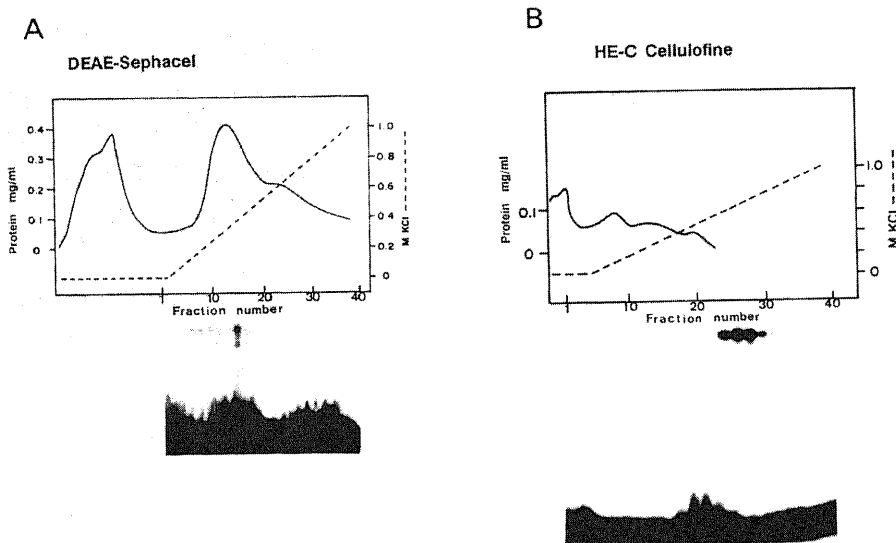 A
DEAE-Sephacel
Protein mg/ml
0.4
0.3
0.2
0.1
0
1.0
0.8
0.6
0.4
0.2
0
M KCl
1 10 20 30 40
Fraction number
B
HE-C Cellulofine
Protein mg/ml
0.1
0
1.0
0
M KCl
1 10 20 30 40
Fraction number